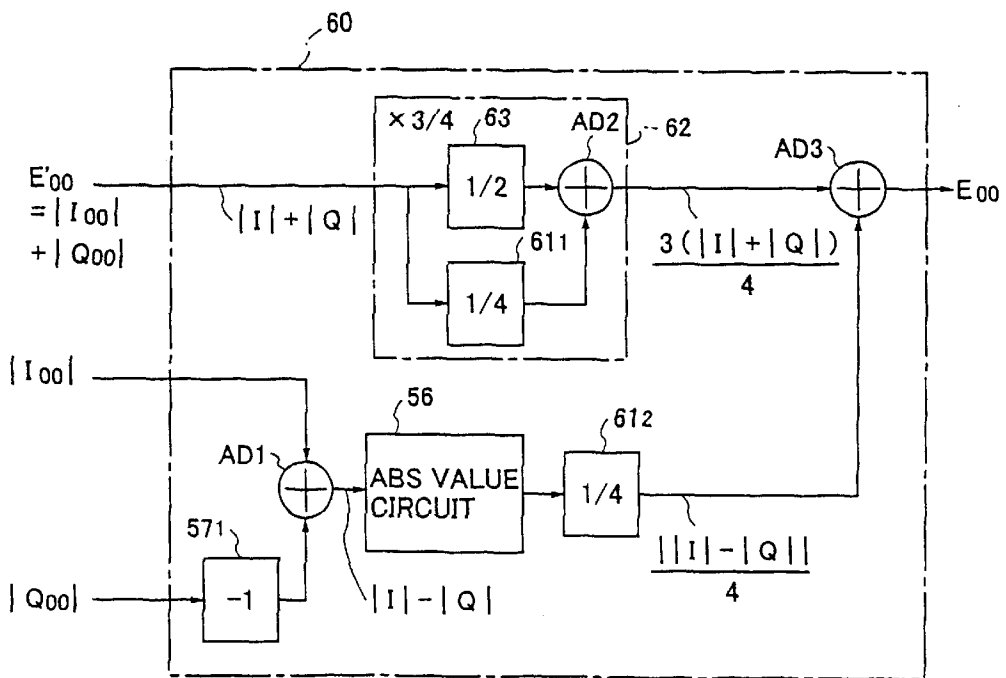 60
× 3/4
63
AD2
62
AD3
E'00
= |I00|
+ |Q00|
|I| + |Q|
1/2
E00
611
3 ( |I| + |Q| )
4
1/4
|I00|
56
612
AD1
ABS VALUE
CIRCUIT
1/4
571
||I| - |Q||
4
|Q00|
-1
|I| - |Q|